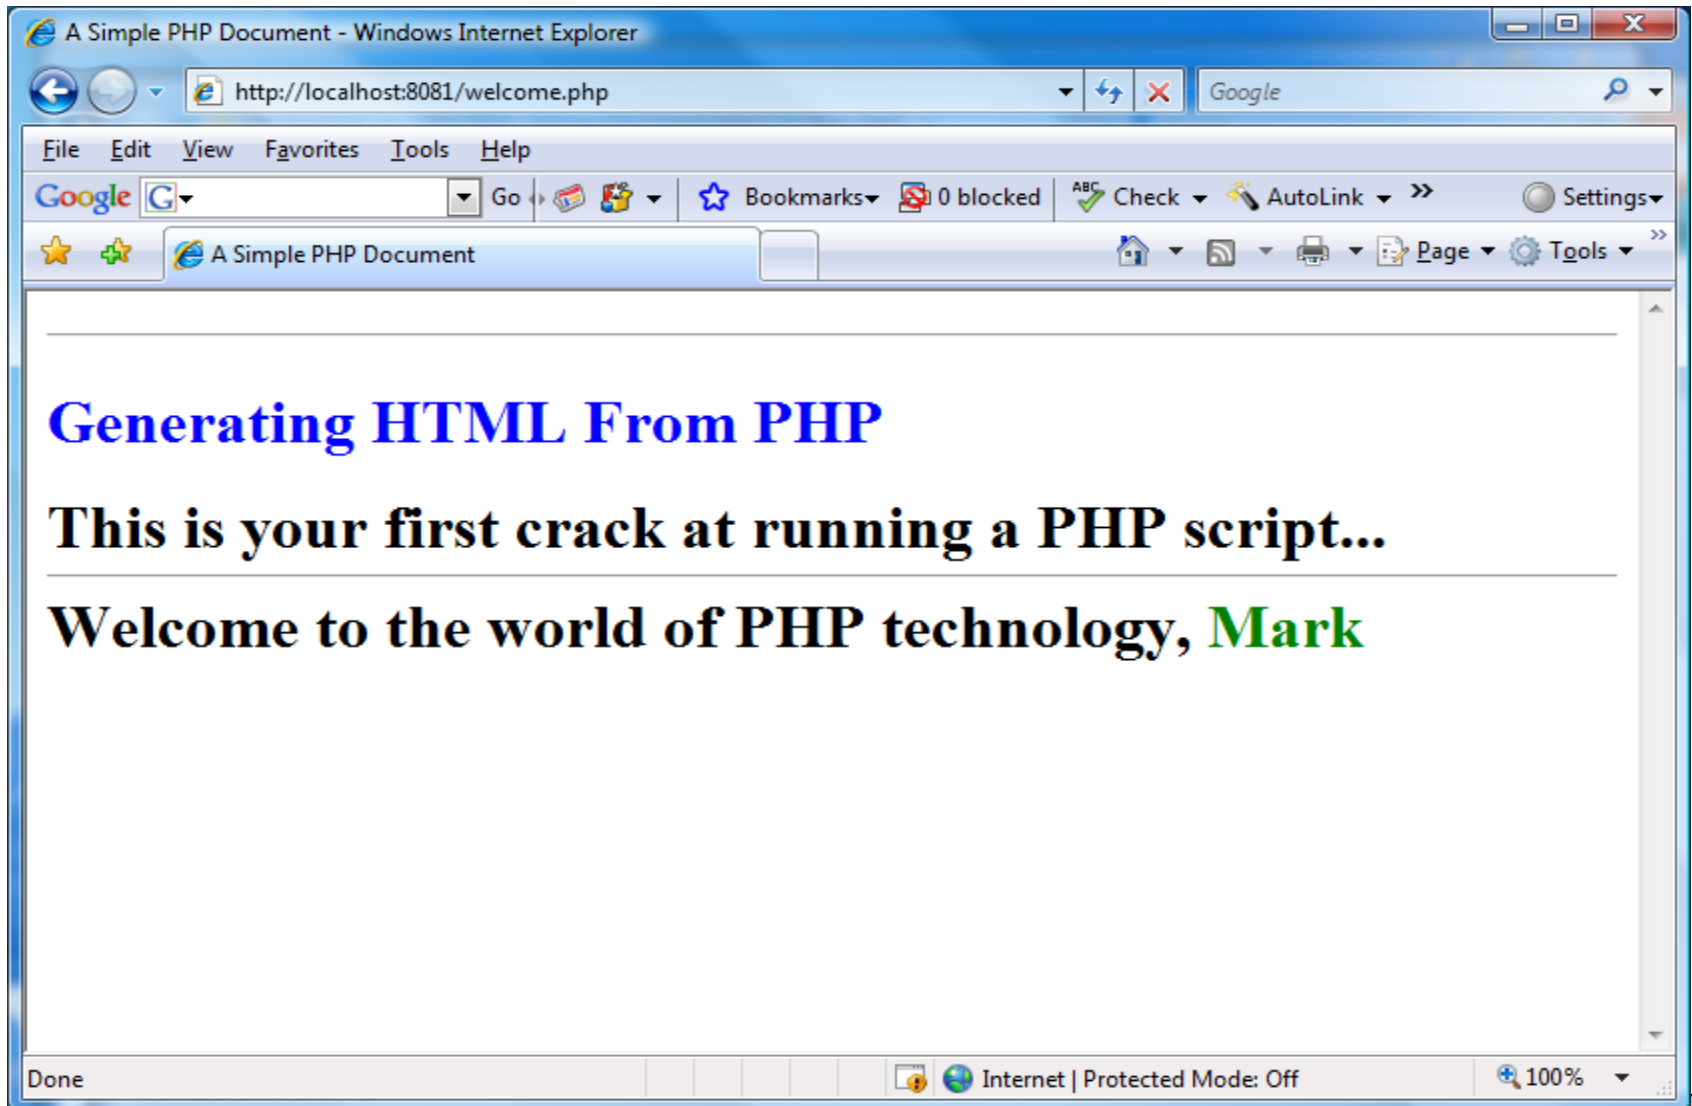 A Simple PHP Document - Windows Internet Explorer
http://localhost:8081/welcome.php Google
File Edit View Favorites Tools Help
Google G Go Bookmarks 0 blocked ABC Check AutoLink » Settings
A Simple PHP Document Page Tools »
Generating HTML From PHP
This is your first crack at running a PHP script...
Welcome to the world of PHP technology, Mark
Done Internet | Protected Mode: Off 100%